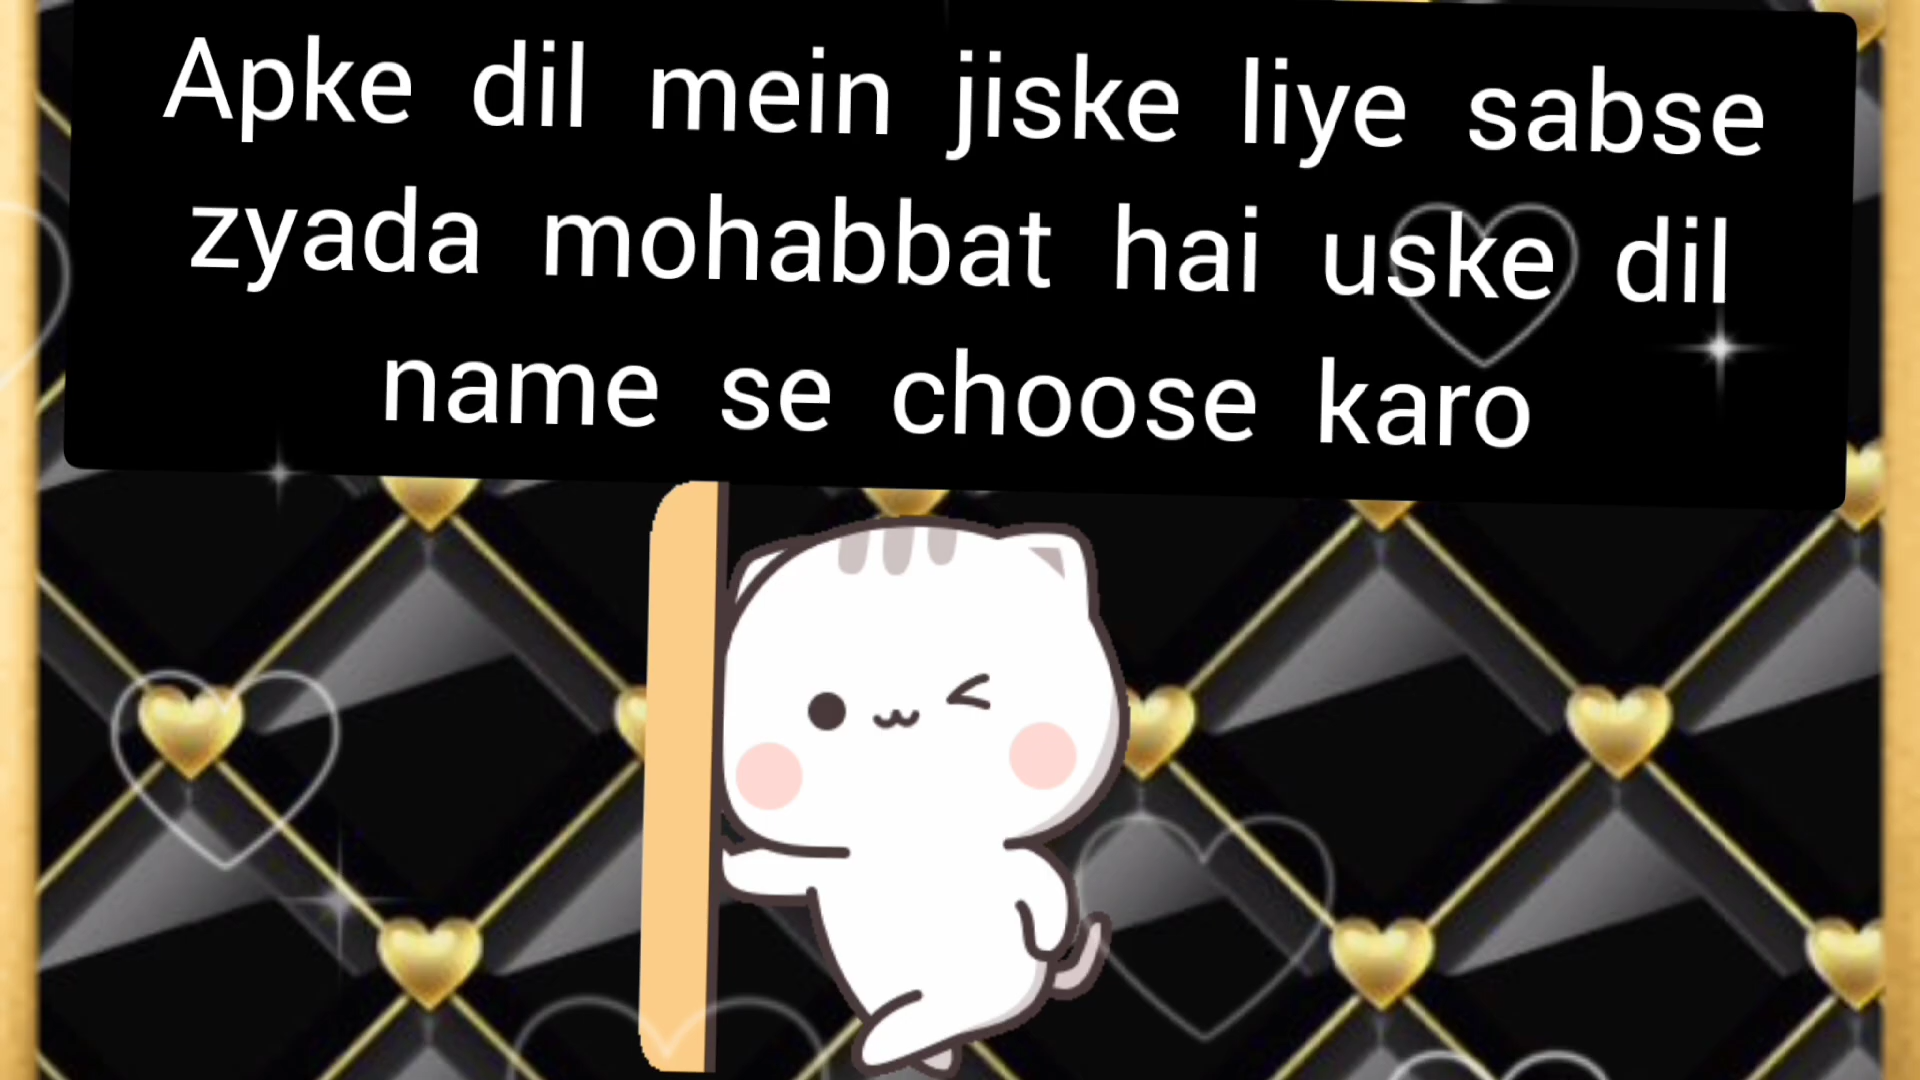 Apke dil mein jiske liye sabse
zyada mohabbat hai uske dil
name se choose karo